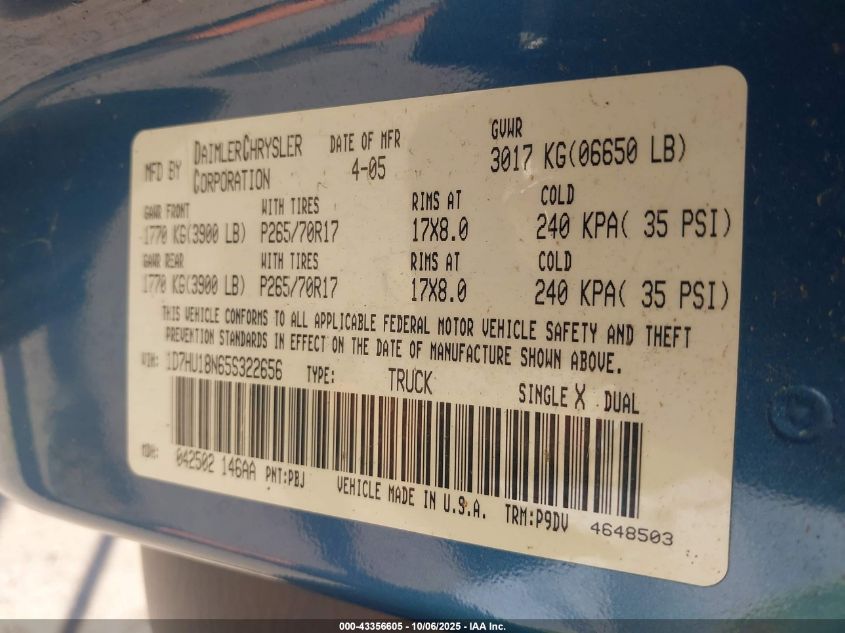 MFD BY DAIMLERCHRYSLER CORPORATION DATE OF MFR 4-05 GVWR 3017 KG(06650 LB)
GAWR FRONT WITH TIRES RIMS AT COLD
1770 KG(3900 LB) P265/70R17 17X8.0 240 KPA( 35 PSI)
GAWR REAR WITH TIRES RIMS AT COLD
1770 KG(3900 LB) P265/70R17 17X8.0 240 KPA( 35 PSI)
THIS VEHICLE CONFORMS TO ALL APPLICABLE FEDERAL MOTOR VEHICLE SAFETY AND THEFT
PREVENTION STANDARDS IN EFFECT ON THE DATE OF MANUFACTURE SHOWN ABOVE.
VIN: 1D7HU18N65S322656 TYPE: TRUCK SINGLE X DUAL
MDH: 042502 146AA PNT:PBJ VEHICLE MADE IN U.S.A. TRM:P9DV 4648503
000-43356605 - 10/06/2025 - IAA Inc.